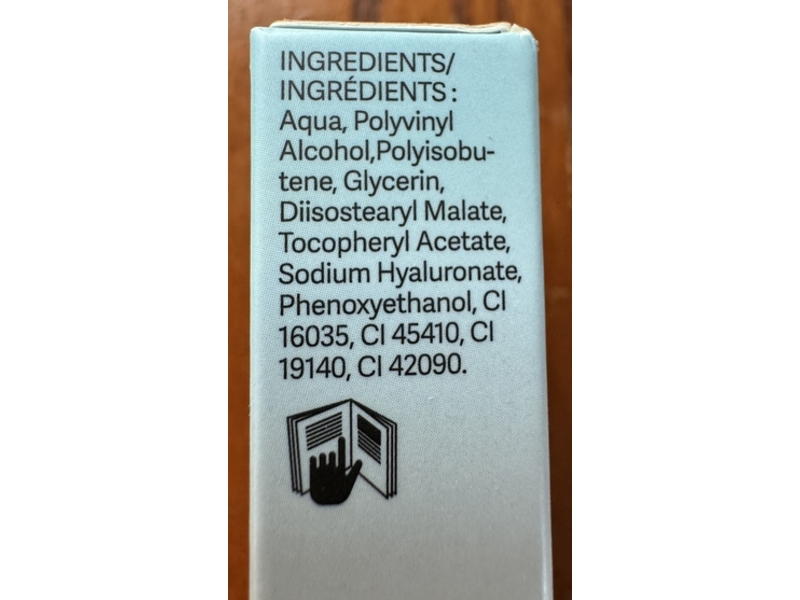 INGREDIENTS/
INGRÉDIENTS :
Aqua, Polyvinyl
Alcohol,Polyisobu-
tene, Glycerin,
Diisostearyl Malate,
Tocopheryl Acetate,
Sodium Hyaluronate,
Phenoxyethanol, CI
16035, CI 45410, CI
19140, CI 42090.